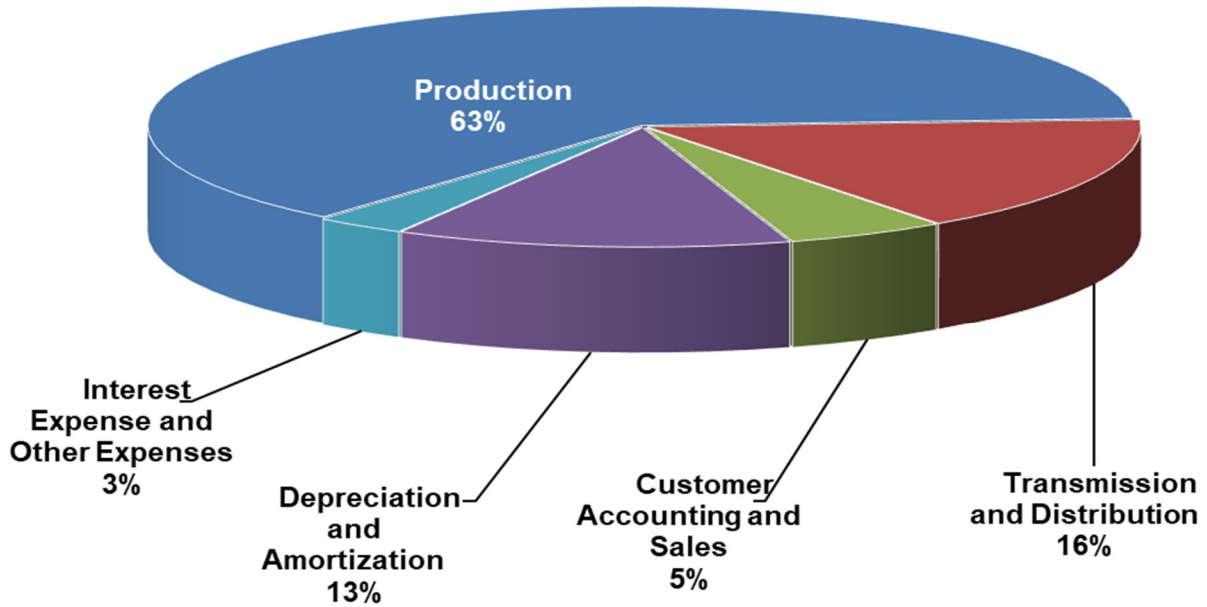 Production
63%
Interest
Expense and
Other Expenses
3%
Depreciation
and
Amortization
13%
Customer
Accounting and
Sales
5%
Transmission
and Distribution
16%